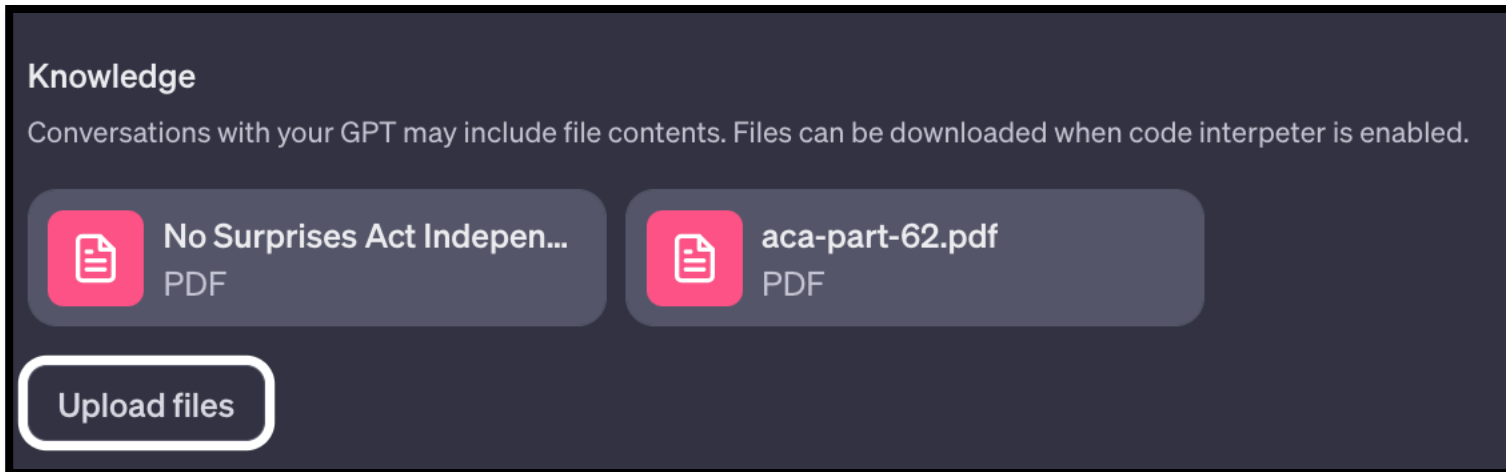 Knowledge
Conversations with your GPT may include file contents. Files can be downloaded when code interpeter is enabled.
No Surprises Act Indepen...
PDF
aca-part-62.pdf
PDF
Upload files